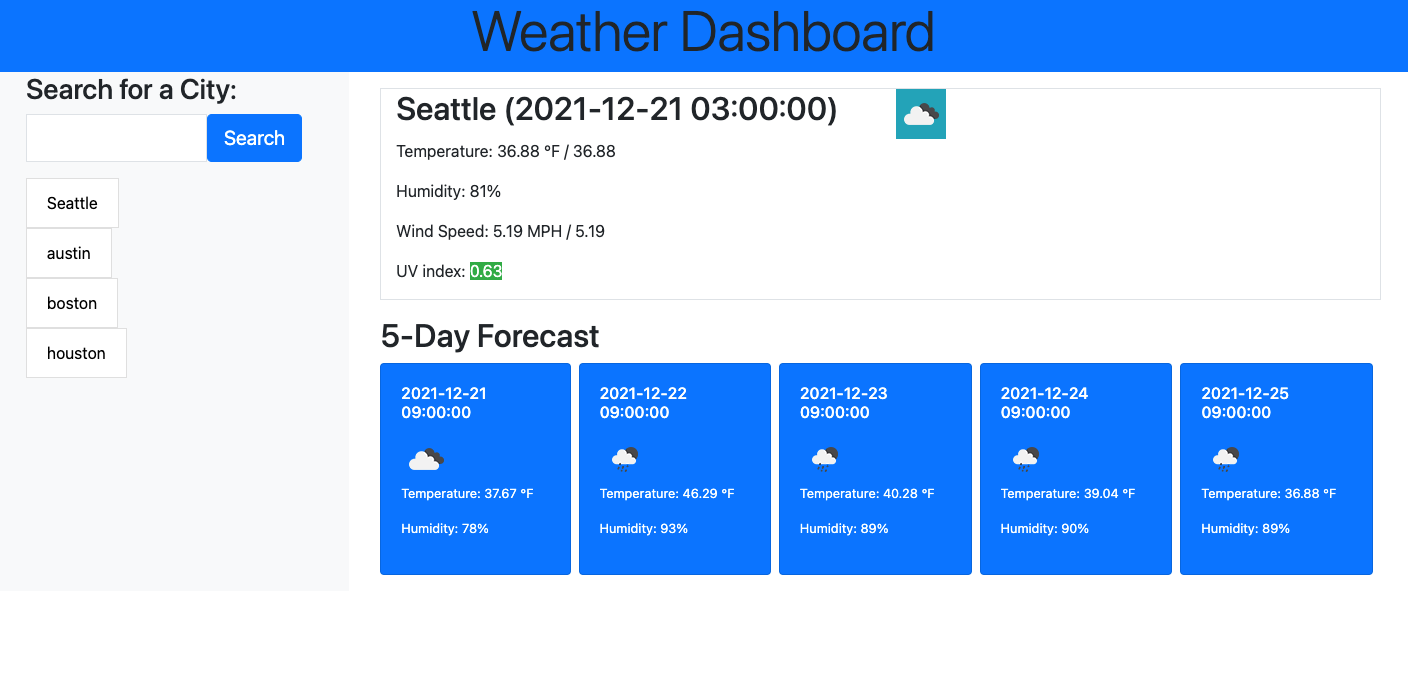 Weather Dashboard
Search for a City:
Search
Seattle
austin
boston
houston
Seattle (2021-12-21 03:00:00)
Temperature: 36.88 °F / 36.88
Humidity: 81%
Wind Speed: 5.19 MPH / 5.19
UV index: 0.63
5-Day Forecast
2021-12-21
09:00:00
Temperature: 37.67 °F
Humidity: 78%
2021-12-22
09:00:00
Temperature: 46.29 °F
Humidity: 93%
2021-12-23
09:00:00
Temperature: 40.28 °F
Humidity: 89%
2021-12-24
09:00:00
Temperature: 39.04 °F
Humidity: 90%
2021-12-25
09:00:00
Temperature: 36.88 °F
Humidity: 89%